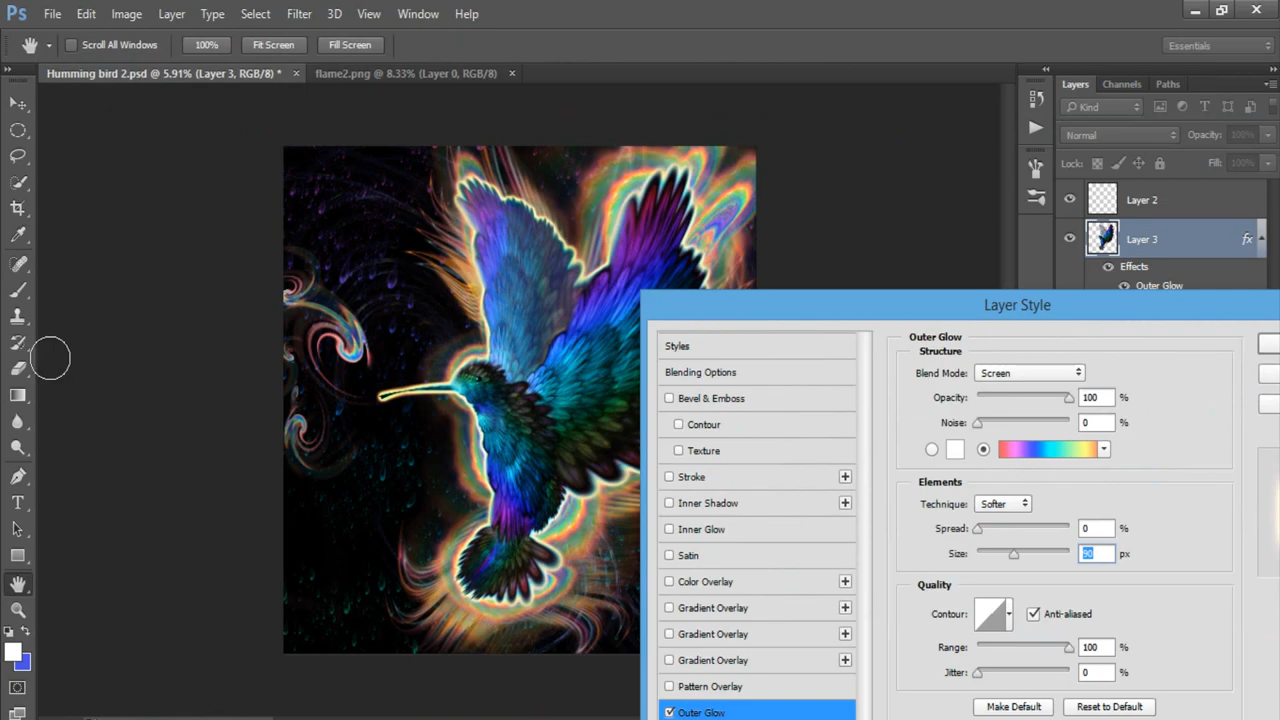 Ps File Edit Image Layer Type Select Filter 3D View Window Help
Scroll All Windows 100% Fit Screen Fill Screen Essentials
Humming bird 2.psd @ 5.91% (Layer 3, RGB/8) * × flame2.png @ 8.33% (Layer 0, RGB/8) ×
Layers Channels Paths
Kind
Normal Opacity: 100%
Lock: Fill: 100%
Layer 2
Layer 3 fx
Effects
Outer Glow
Layer Style
Styles
Blending Options
Bevel & Emboss
Contour
Texture
Stroke
Inner Shadow
Inner Glow
Satin
Color Overlay
Gradient Overlay
Gradient Overlay
Gradient Overlay
Pattern Overlay
Outer Glow
Outer Glow
Structure
Blend Mode: Screen
Opacity: 100 %
Noise: 0 %
Elements
Technique: Softer
Spread: 0 %
Size: 90 px
Quality
Contour: Anti-aliased
Range: 100 %
Jitter: 0 %
Make Default Reset to Default